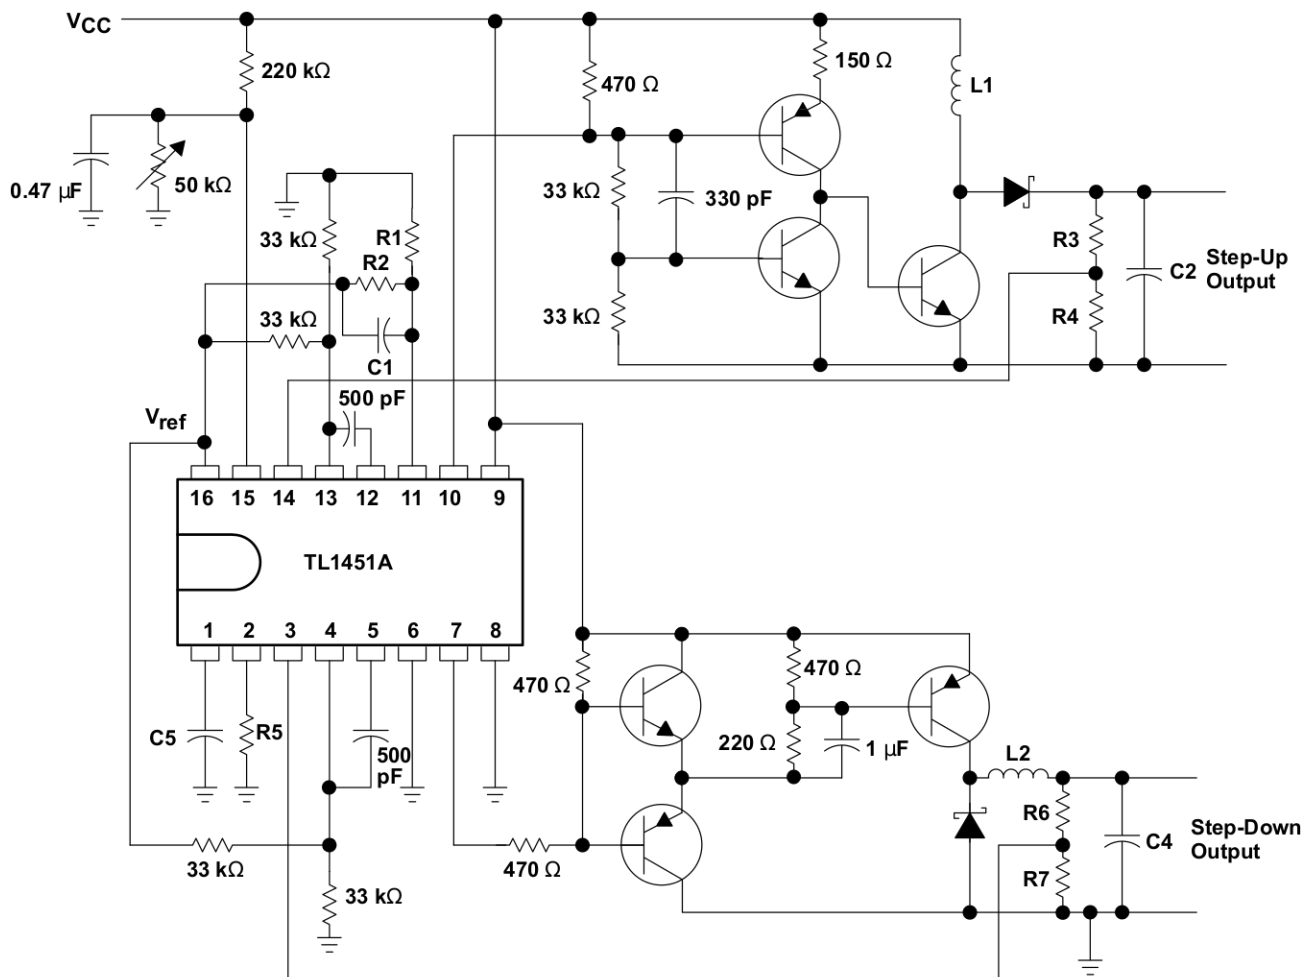 VCC
220 kΩ
470 Ω
150 Ω
L1
0.47 µF
50 kΩ
33 kΩ
330 pF
33 kΩ
R1
R2
R3
C2
Step-Up
Output
33 kΩ
33 kΩ
R4
C1
500 pF
Vref
16 15 14 13 12 11 10 9
TL1451A
1 2 3 4 5 6 7 8
470 Ω
470 Ω
C5
R5
500
pF
220 Ω
1 µF
L2
R6
C4
Step-Down
Output
33 kΩ
470 Ω
R7
33 kΩ